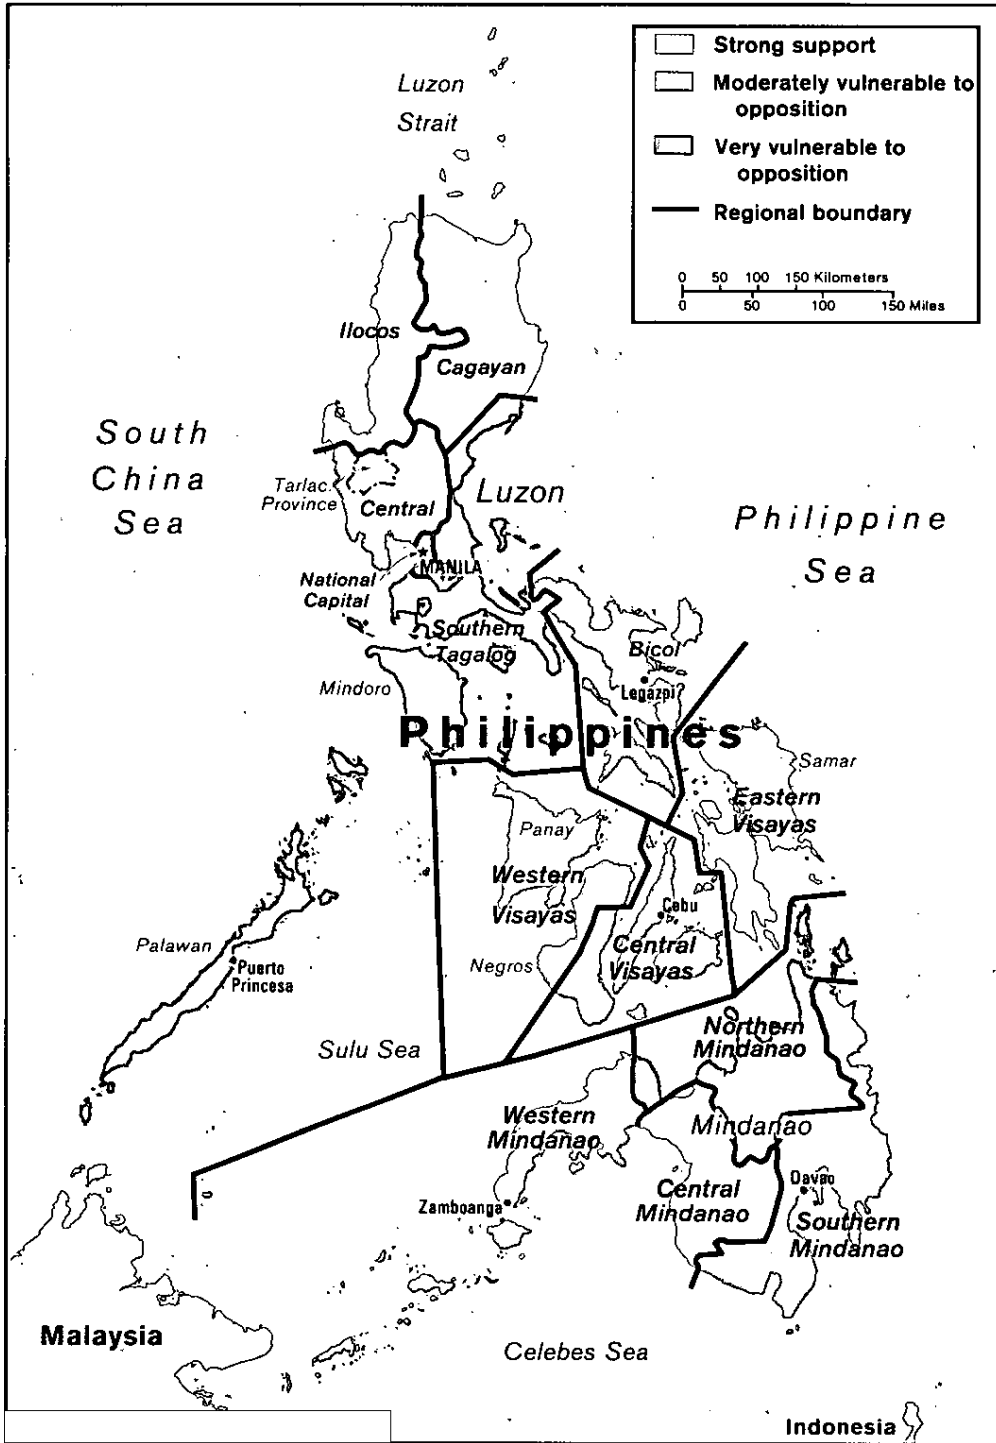 Strong support
Moderately vulnerable to
opposition
Very vulnerable to
opposition
Regional boundary
0 50 100 150 Kilometers
0 50 100 150 Miles
Luzon
Strait
Ilocos
Cagayan
South
China
Sea
Tarlac
Province
Central
Luzon
Philippine
Sea
MANILA
National
Capital
Southern
Tagalog
Bicol
Legazpi
Mindoro
Philippines
Samar
Eastern
Visayas
Panay
Western
Visayas
Cebu
Central
Visayas
Negros
Palawan
Puerto
Princesa
Sulu Sea
Northern
Mindanao
Western
Mindanao
Mindanao
Central
Mindanao
Davao
Southern
Mindanao
Zamboanga
Malaysia
Celebes Sea
Indonesia